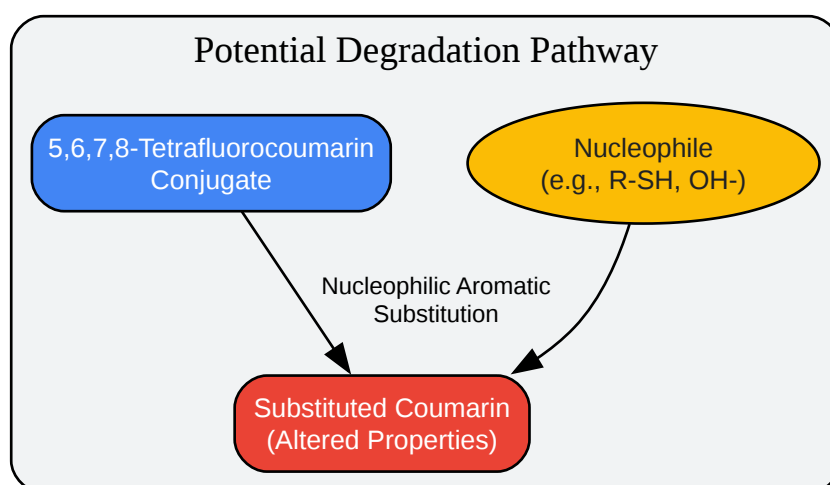 Potential Degradation Pathway
5,6,7,8-Tetrafluorocoumarin
Conjugate
Nucleophile
(e.g., R-SH, OH-)
Nucleophilic Aromatic
Substitution
Substituted Coumarin
(Altered Properties)